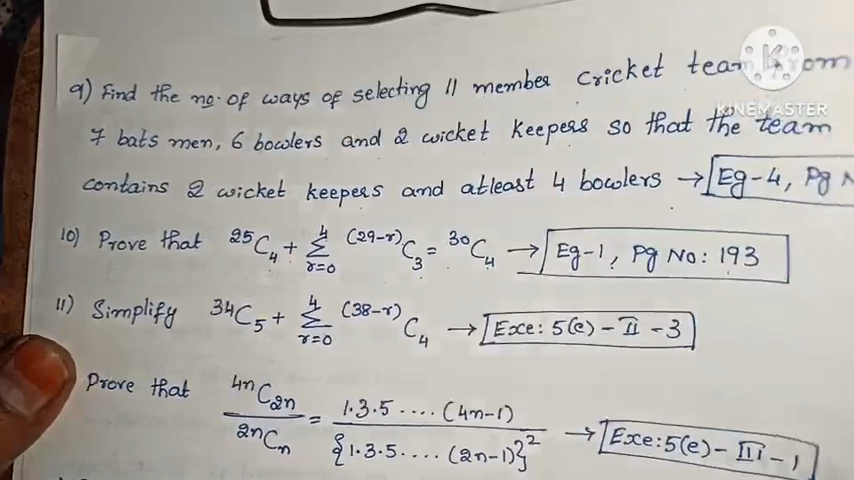 9) Find the no. of ways of selecting 11 member cricket team from
7 bats men, 6 bowlers and 2 wicket keepers so that the team
contains 2 wicket keepers and atleast 4 bowlers → Eg-4, Pg N
10) Prove that ²⁵C₄ + Σ_{r=0}^{4} ⁽²⁹⁻ʳ⁾C₃ = ³⁰C₄ → Eg-1, Pg No: 193
11) Simplify ³⁴C₅ + Σ_{r=0}^{4} ⁽³⁸⁻ʳ⁾C₄ → Exe: 5(e) - II - 3
Prove that ⁴ⁿC₂ₙ / ²ⁿCₙ = 1.3.5 .... (4n-1) / {1.3.5 .... (2n-1)}² → Exe: 5(e) - III - 1
K
KINEMASTER